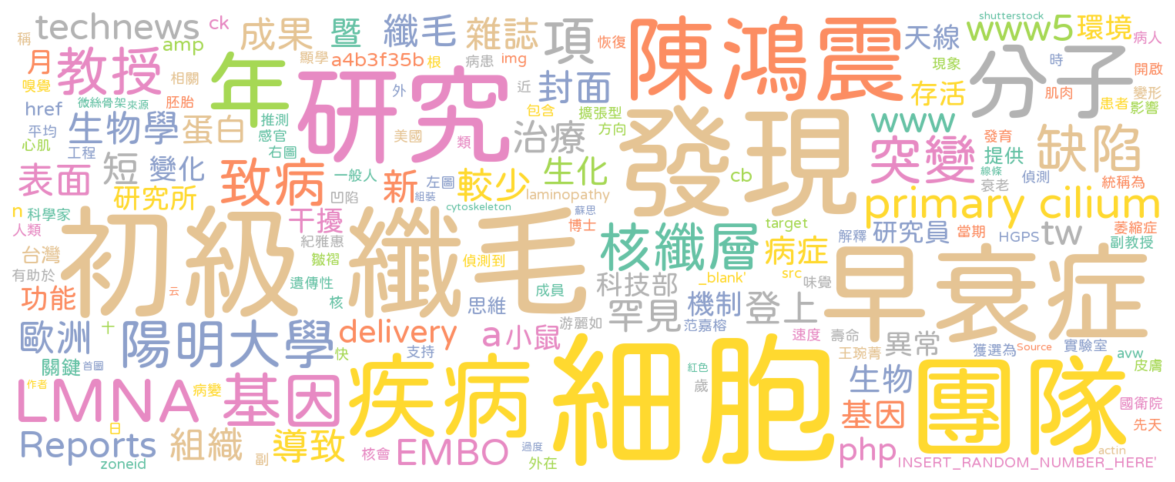 shutterstock
technews
ck
成果
暨
纖毛
雜誌
項
恢復
陳鴻震
天線
www5
環境
病人
稱
amp
月
教授
年
顯學
a4b3f35b
根
病患
img
研究
封面
現象
分子
時
開啟
嗅覺
相關
外
近
擴張型
存活
肌肉
變形
href
微絲骨架
來源
胚胎
包含
方向
發現
www
患者
影響
平均
心肌
生物學
蛋白
推測
感官
美國
類
治療
突變
發育
提供
缺陷
工程
右圖
表面
短
變化
致病
一般人
新
左圖
較少
生化
cb
線條
衰老
偵測
統稱為
研究所
凹陷
組裝
laminopathy
primary cilium
n
科學家
人類
初級
干擾
紀雅惠
皺褶
纖毛
cytoskeleton
偵測到
蘇思
博士
核纖層
target
病症
解釋
研究員
當期
HGPS
tw
萎縮症
副教授
台灣
有助於
功能
云
遺傳性
核
思維
成員
科技部
_blank'
src
味覺
機制
登上
早衰症
歐洲
十
陽明大學
delivery
a
小鼠
游麗如
罕見
范嘉榕
速度
壽命
異常
獲選為
實驗室
關鍵
首圖
快
支持
紅色
王琬菁
Source
avw
皮膚
LMNA
基因
作者
病變
疾病
細胞
歲
生物
團隊
國衛院
基因
先天
Reports
日
組織
導致
核會
EMBO
過度
外在
php
actin
zoneid
副
INSERT_RANDOM_NUMBER_HERE'